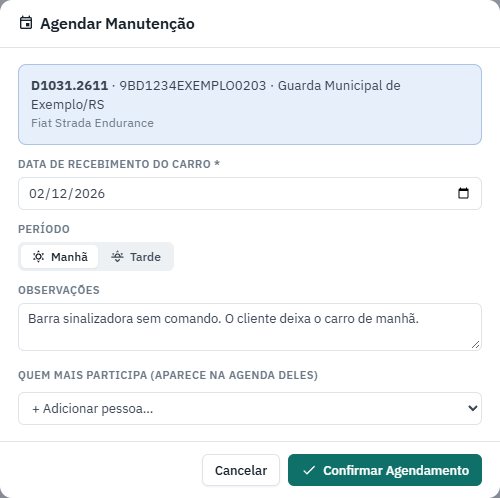 Agendar Manutenção
D1031.2611 · 9BD1234EXEMPLO0203 · Guarda Municipal de
Exemplo/RS
Fiat Strada Endurance
DATA DE RECEBIMENTO DO CARRO *
02/12/2026
PERÍODO
Manhã Tarde
OBSERVAÇÕES
Barra sinalizadora sem comando. O cliente deixa o carro de manhã.
QUEM MAIS PARTICIPA (APARECE NA AGENDA DELES)
+ Adicionar pessoa...
Cancelar Confirmar Agendamento